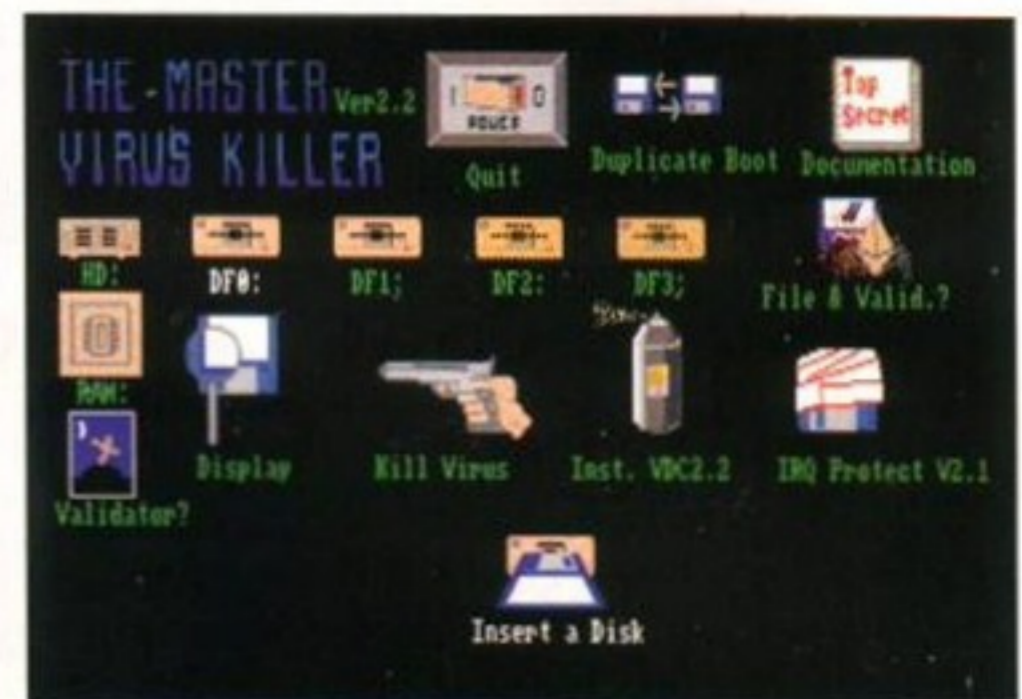 THE MASTER
VIRUS KILLER
Ver2.2
POWER
Quit
Duplicate Boot
Top
Secret
Documentation
HD:
DF0:
DF1;
DF2:
DF3;
File & Valid.?
RAM:
Display
Kill Virus
Inst. VDC2.2
IRQ Protect V2.1
Validator?
Insert a Disk